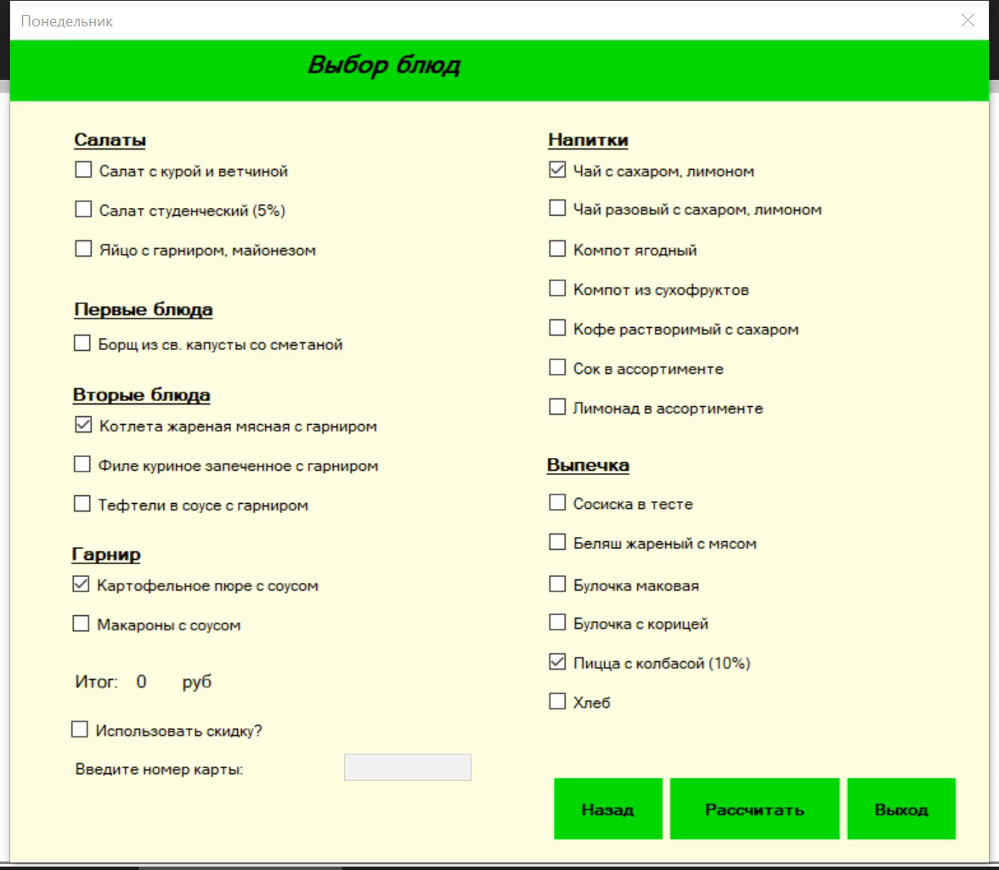 Понедельник
Выбор блюд
Салаты
Салат с курой и ветчиной
Салат студенческий (5%)
Яйцо с гарниром, майонезом
Первые блюда
Борщ из св. капусты со сметаной
Вторые блюда
Котлета жареная мясная с гарниром
Филе куриное запеченное с гарниром
Тефтели в соусе с гарниром
Гарнир
Картофельное пюре с соусом
Макароны с соусом
Итог: 0 руб
Использовать скидку?
Введите номер карты:
Напитки
Чай с сахаром, лимоном
Чай разовый с сахаром, лимоном
Компот ягодный
Компот из сухофруктов
Кофе растворимый с сахаром
Сок в ассортименте
Лимонад в ассортименте
Выпечка
Сосиска в тесте
Беляш жареный с мясом
Булочка маковая
Булочка с корицей
Пицца с колбасой (10%)
Хлеб
Назад
Рассчитать
Выход